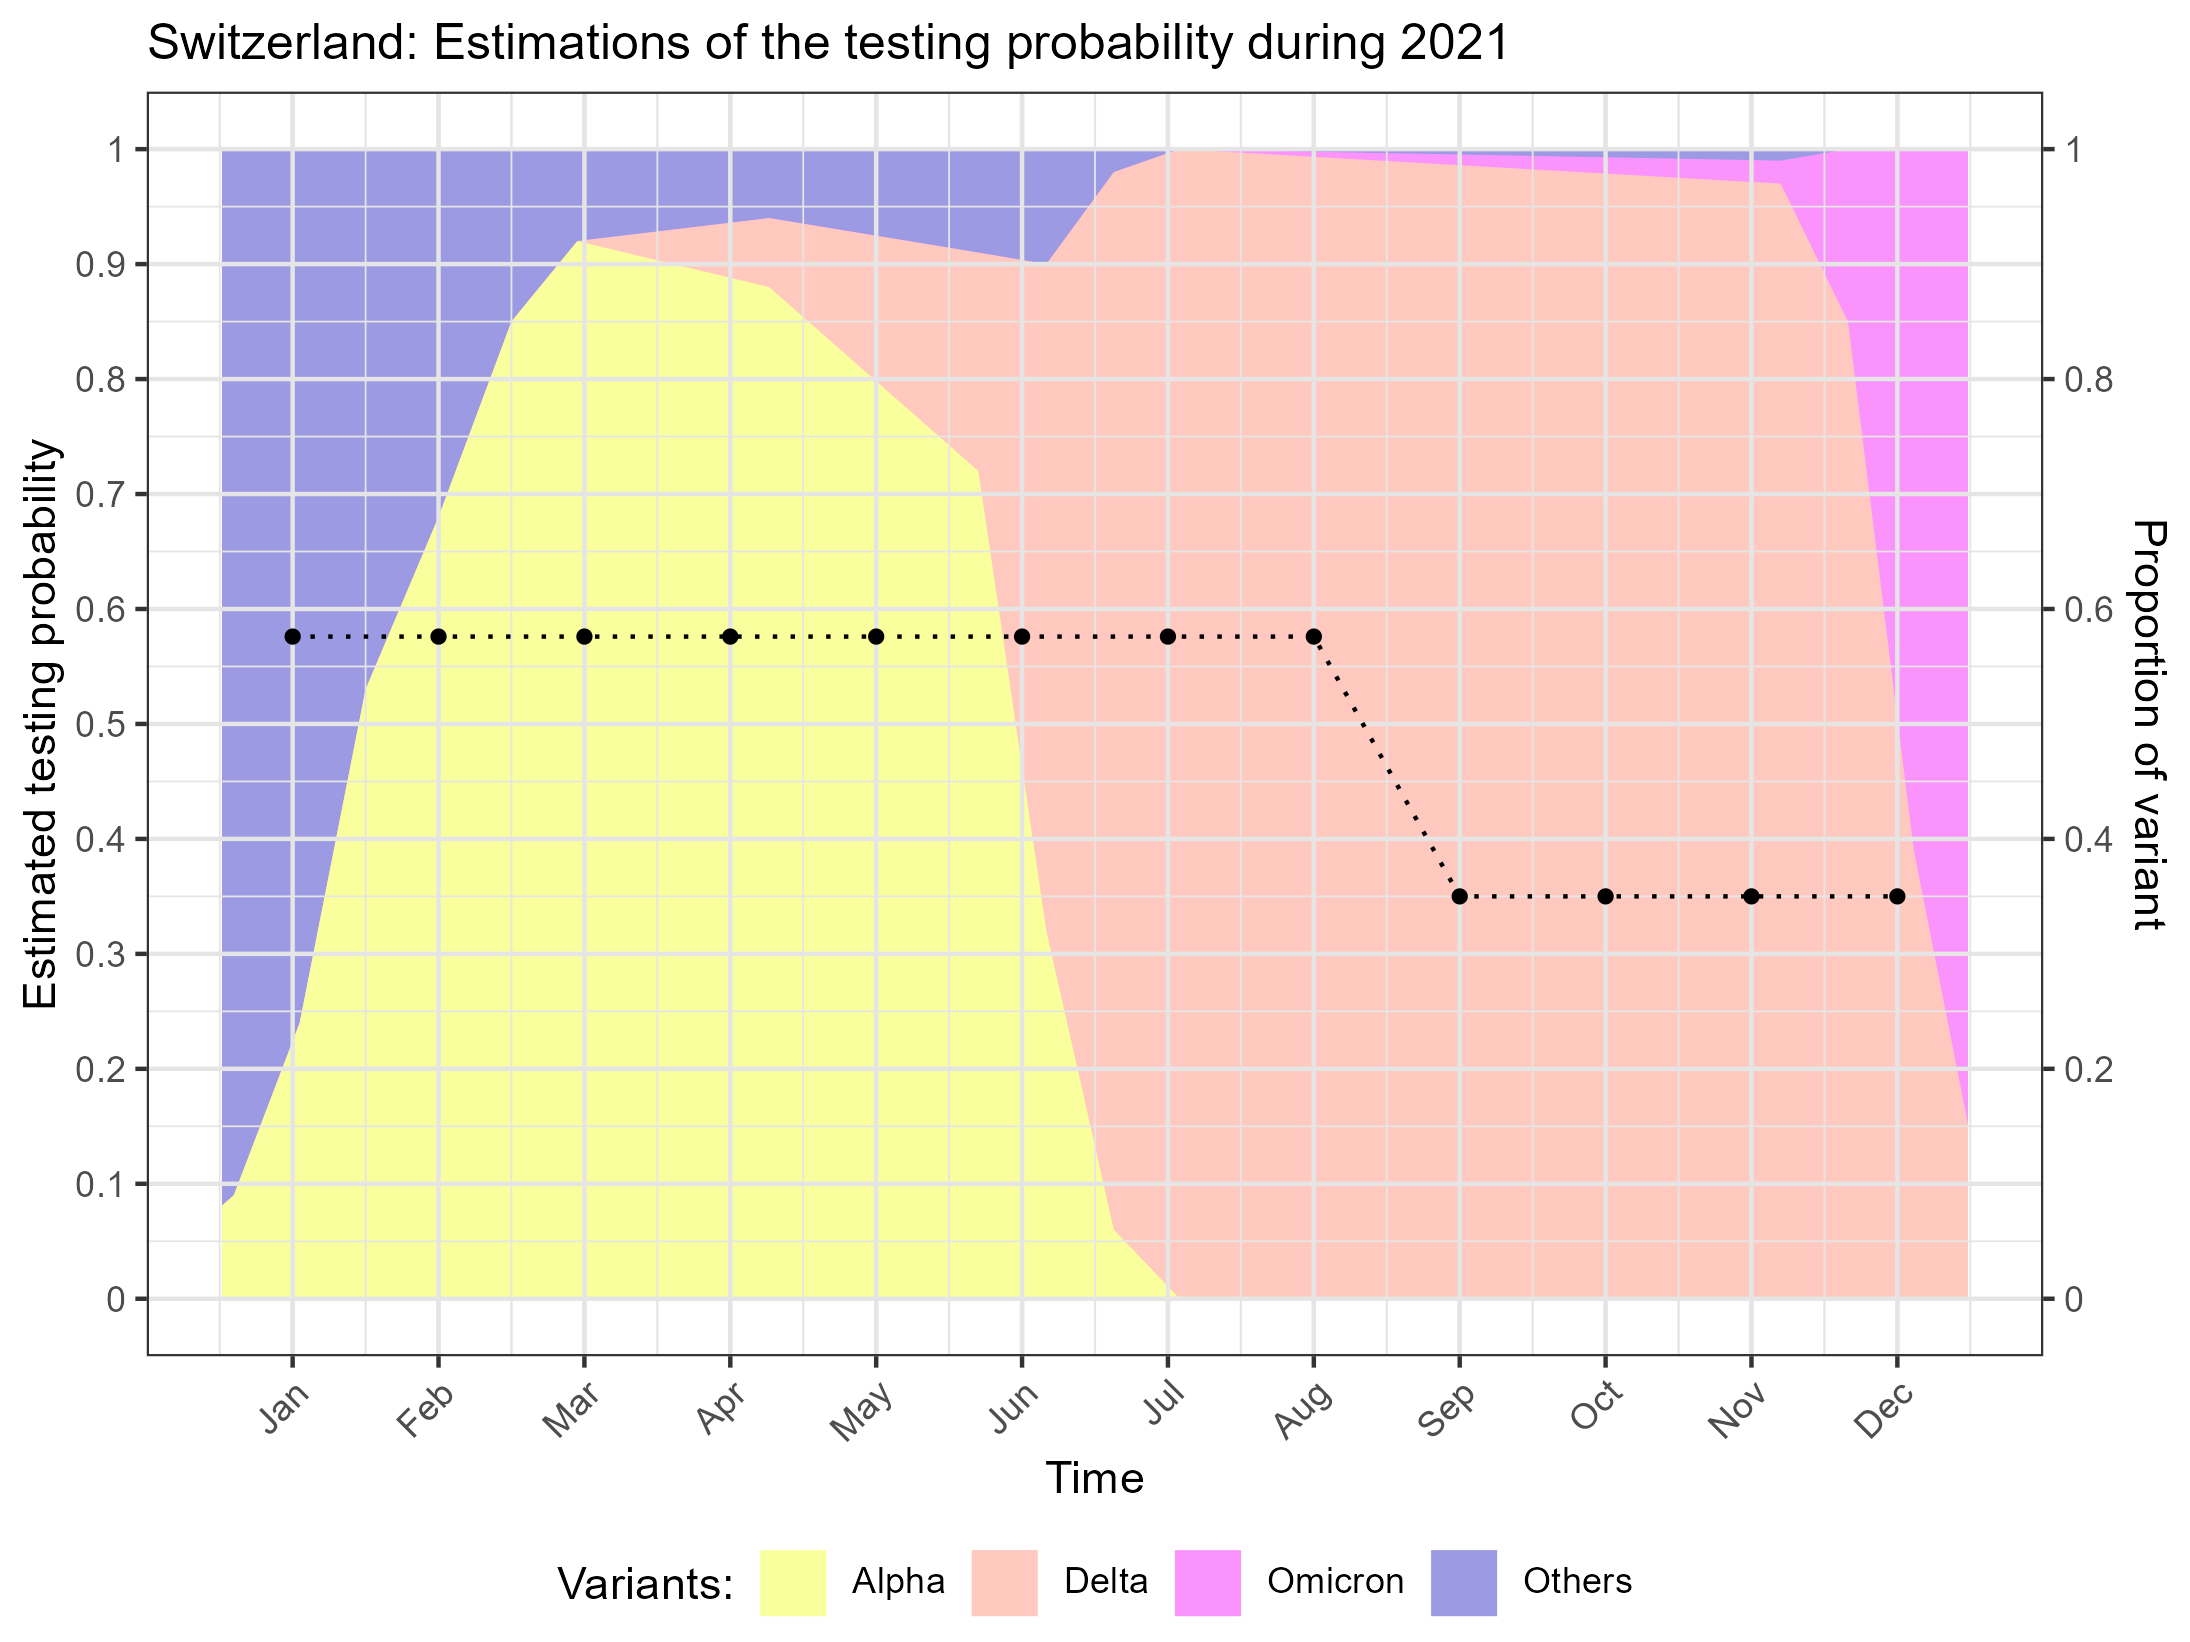 Switzerland: Estimations of the testing probability during 2021
Estimated testing probability
1
0.9
0.8
0.7
0.6
0.5
0.4
0.3
0.2
0.1
0
1
0.8
0.6
0.4
0.2
0
Proportion of variant
Jan Feb Mar Apr May Jun Jul Aug Sep Oct Nov Dec
Time
Variants: Alpha Delta Omicron Others